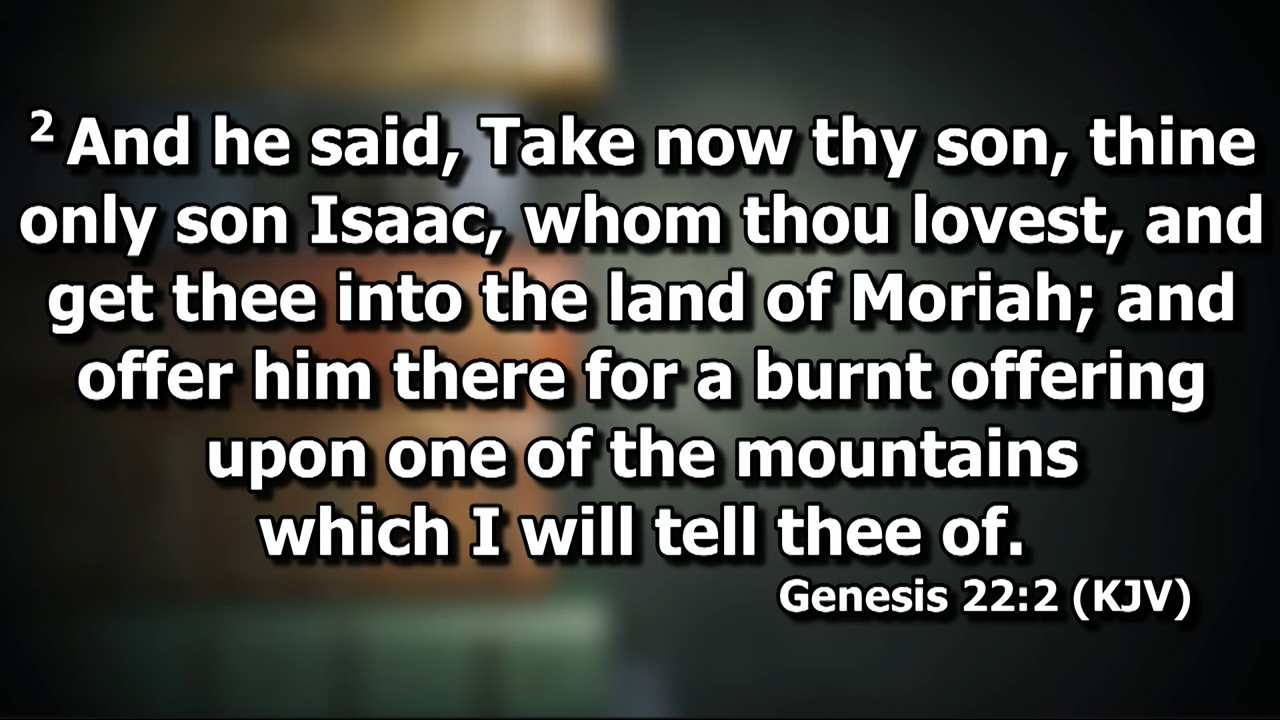 2 And he said, Take now thy son, thine
only son Isaac, whom thou lovest, and
get thee into the land of Moriah; and
offer him there for a burnt offering
upon one of the mountains
which I will tell thee of.
Genesis 22:2 (KJV)